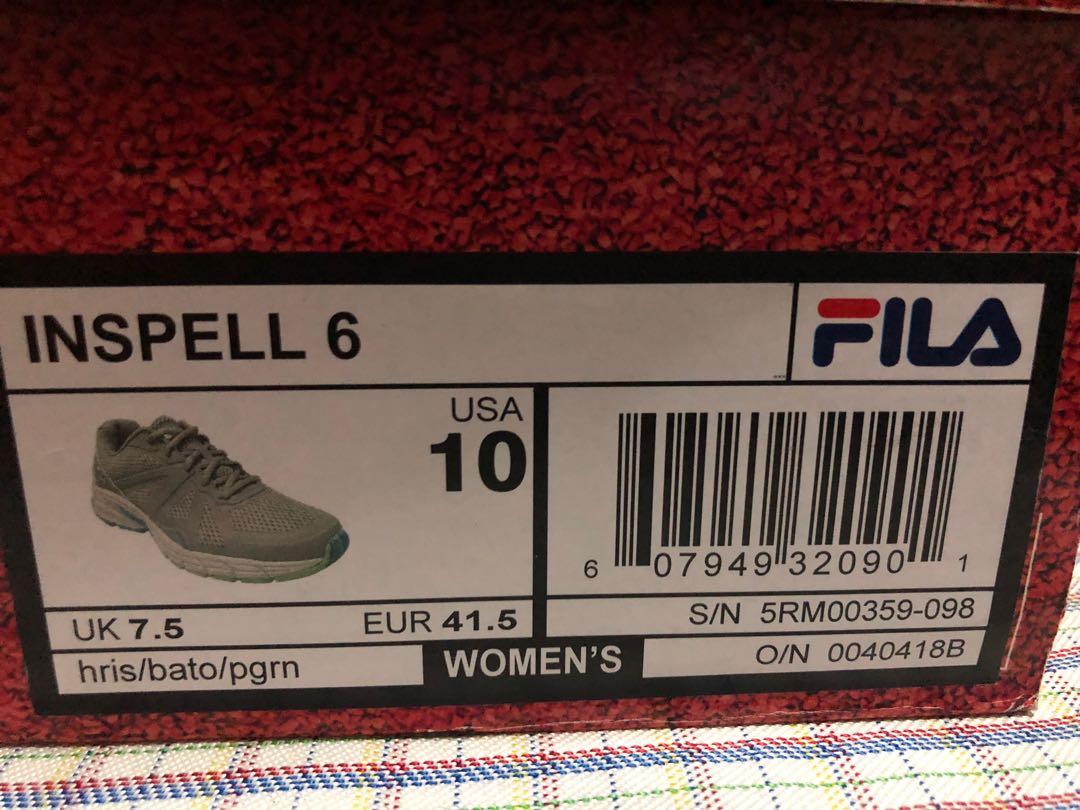 INSPELL 6
FILA
USA
10
6 07949 32090 1
UK 7.5 EUR 41.5
S/N 5RM00359-098
hris/bato/pgrn
WOMEN'S
O/N 0040418B